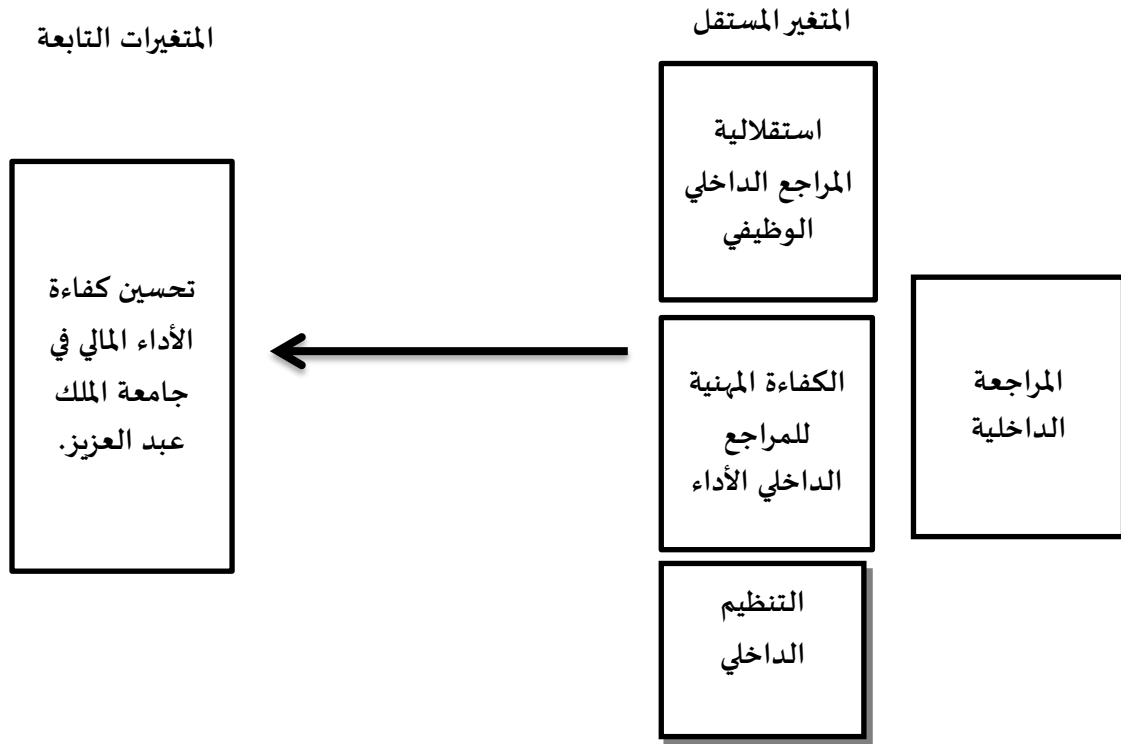 المتغير المستقل
المتغيرات التابعة
المراجعة
الداخلية
استقلالية
المراجع الداخلي
الوظيفي
الكفاءة المهنية
للمراجع
الداخلي الأداء
التنظيم
الداخلي
تحسين كفاءة
الأداء المالي في
جامعة الملك
عبد العزيز.